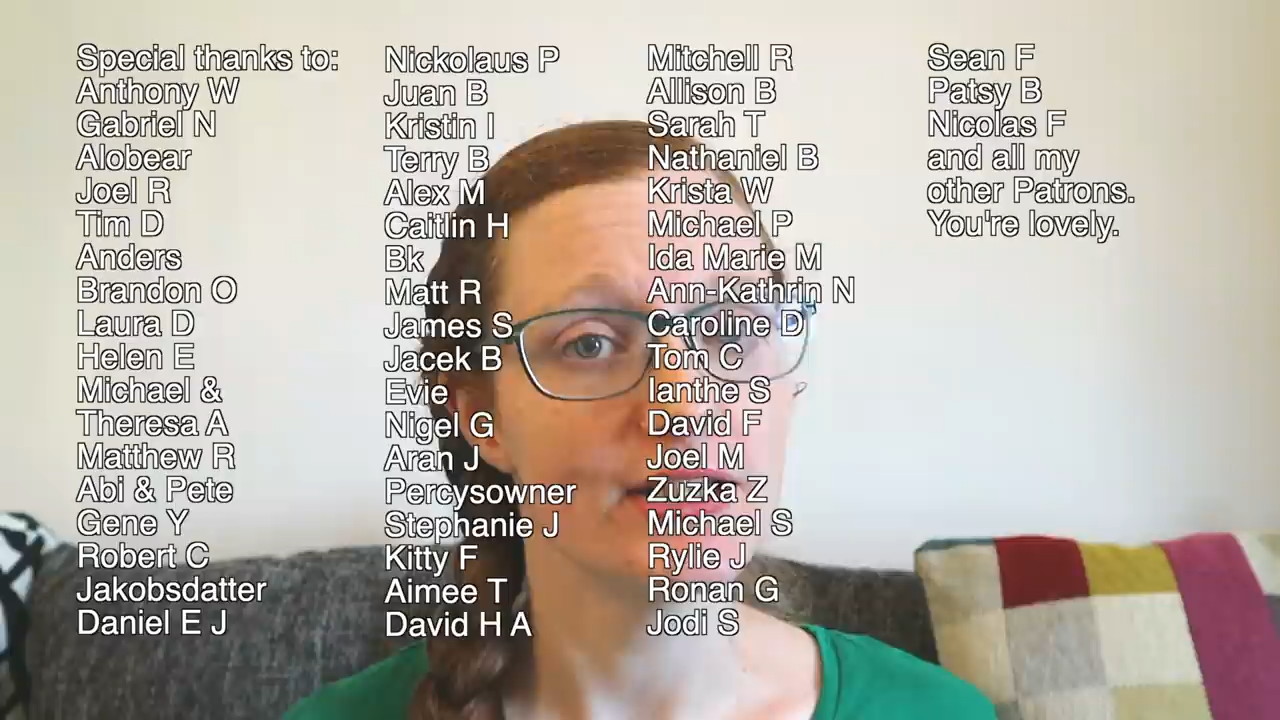 Special thanks to:
Anthony W
Gabriel N
Alobear
Joel R
Tim D
Anders
Brandon O
Laura D
Helen E
Michael &
Theresa A
Matthew R
Abi & Pete
Gene Y
Robert C
Jakobsdatter
Daniel E J
Nickolaus P
Juan B
Kristin I
Terry B
Alex M
Caitlin H
Bk
Matt R
James S
Jacek B
Evie
Nigel G
Aran J
Percysowner
Stephanie J
Kitty F
Aimee T
David H A
Mitchell R
Allison B
Sarah T
Nathaniel B
Krista W
Michael P
Ida Marie M
Ann-Kathrin N
Caroline D
Tom C
Ianthe S
David F
Joel M
Zuzka Z
Michael S
Rylie J
Ronan G
Jodi S
Sean F
Patsy B
Nicolas F
and all my
other Patrons.
You're lovely.